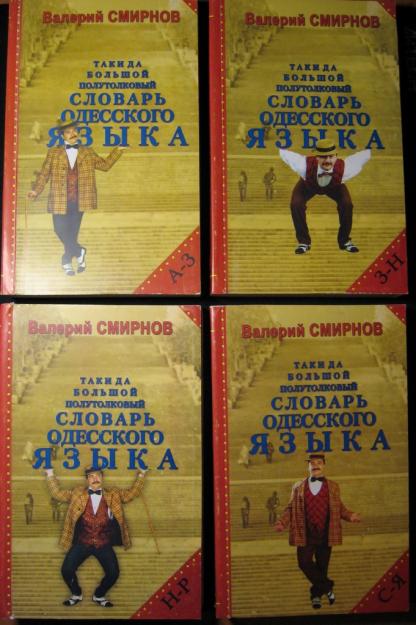 Валерий СМИРНОВ
ТАКИ ДА
БОЛЬШОЙ
ПОЛУТОЛКОВЫЙ
СЛОВАРЬ
ОДЕССКОГО
ЯЗЫКА
А-З
Валерий СМИРНОВ
ТАКИ ДА
БОЛЬШОЙ
ПОЛУТОЛКОВЫЙ
СЛОВАРЬ
ОДЕССКОГО
ЯЗЫКА
З-Н
Валерий СМИРНОВ
ТАКИ ДА
БОЛЬШОЙ
ПОЛУТОЛКОВЫЙ
СЛОВАРЬ
ОДЕССКОГО
ЯЗЫКА
Н-Р
Валерий СМИРНОВ
ТАКИ ДА
БОЛЬШОЙ
ПОЛУТОЛКОВЫЙ
СЛОВАРЬ
ОДЕССКОГО
ЯЗЫКА
С-Я